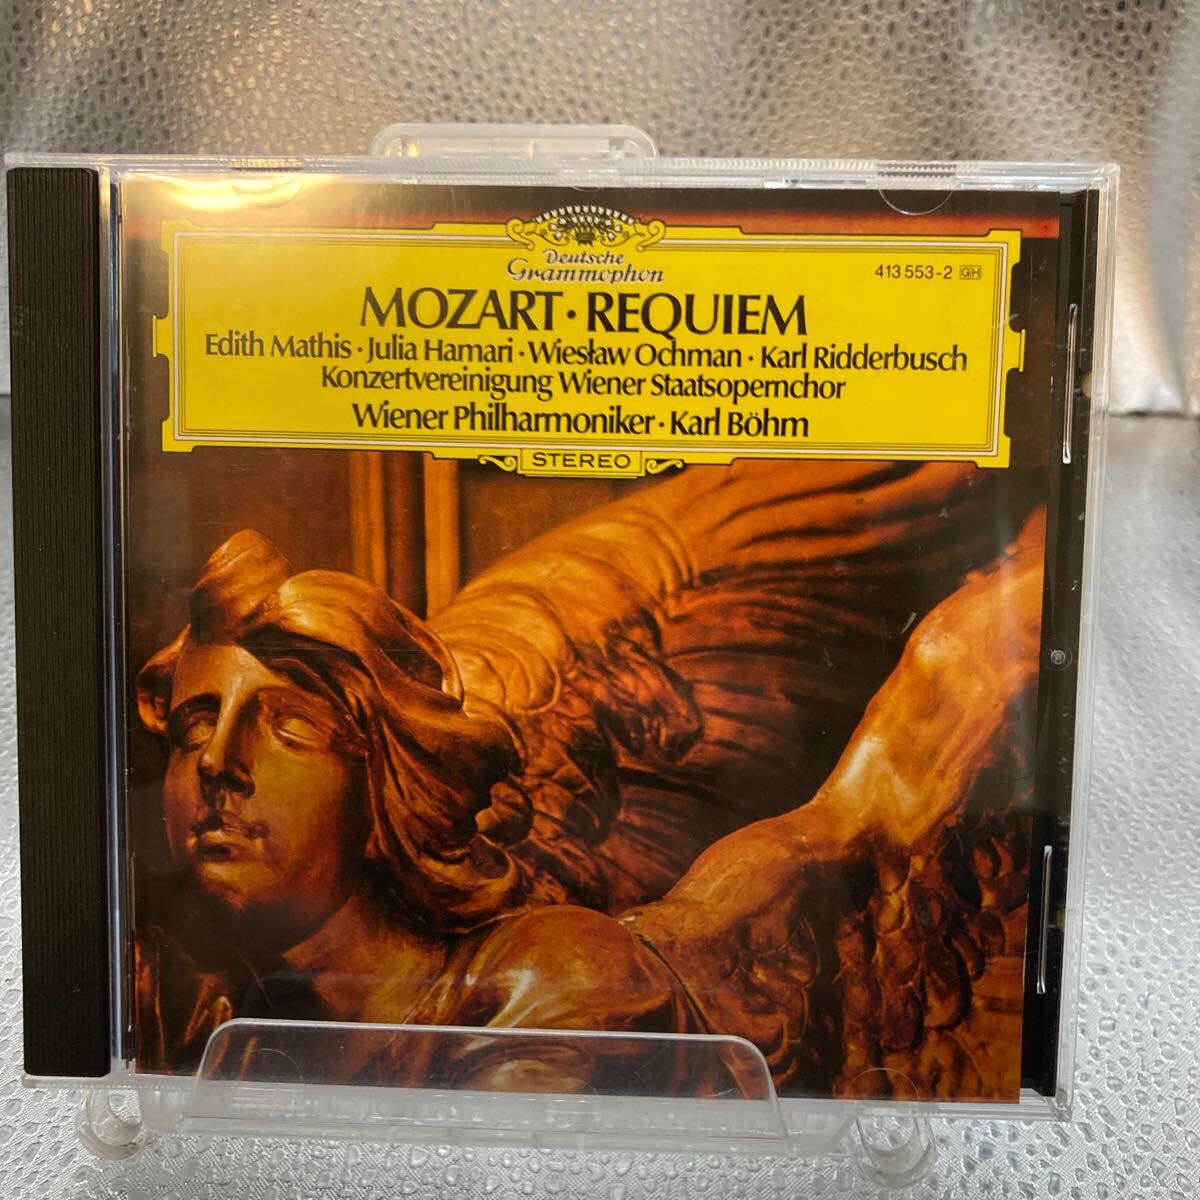 Deutsche
Grammophon
413 553-2 GH
MOZART · REQUIEM
Edith Mathis · Julia Hamari · Wiesław Ochman · Karl Ridderbusch
Konzertvereinigung Wiener Staatsopernchor
Wiener Philharmoniker · Karl Böhm
STEREO